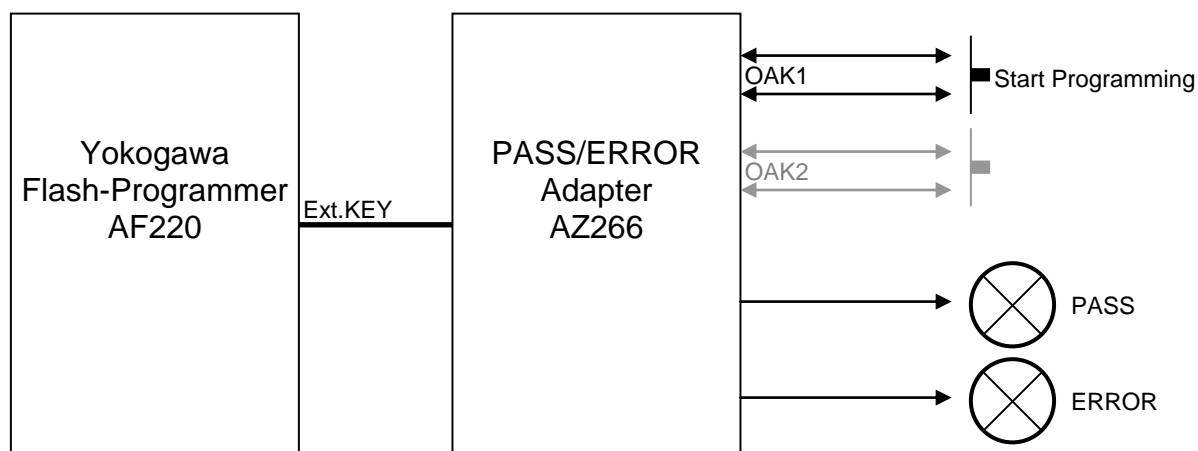 Yokogawa
Flash-Programmer
AF220
Ext.KEY
PASS/ERROR
Adapter
AZ266
OAK1
Start Programming
OAK2
PASS
ERROR